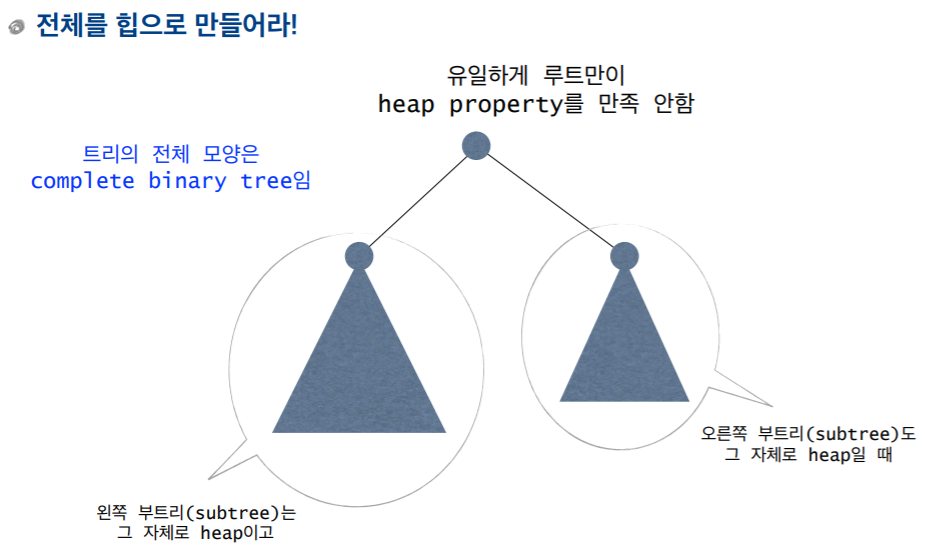 전체를 힙으로 만들어라!
유일하게 루트만이
heap property를 만족 안함
트리의 전체 모양은
complete binary tree임
오른쪽 부트리(subtree)도
그 자체로 heap일 때
왼쪽 부트리(subtree)는
그 자체로 heap이고